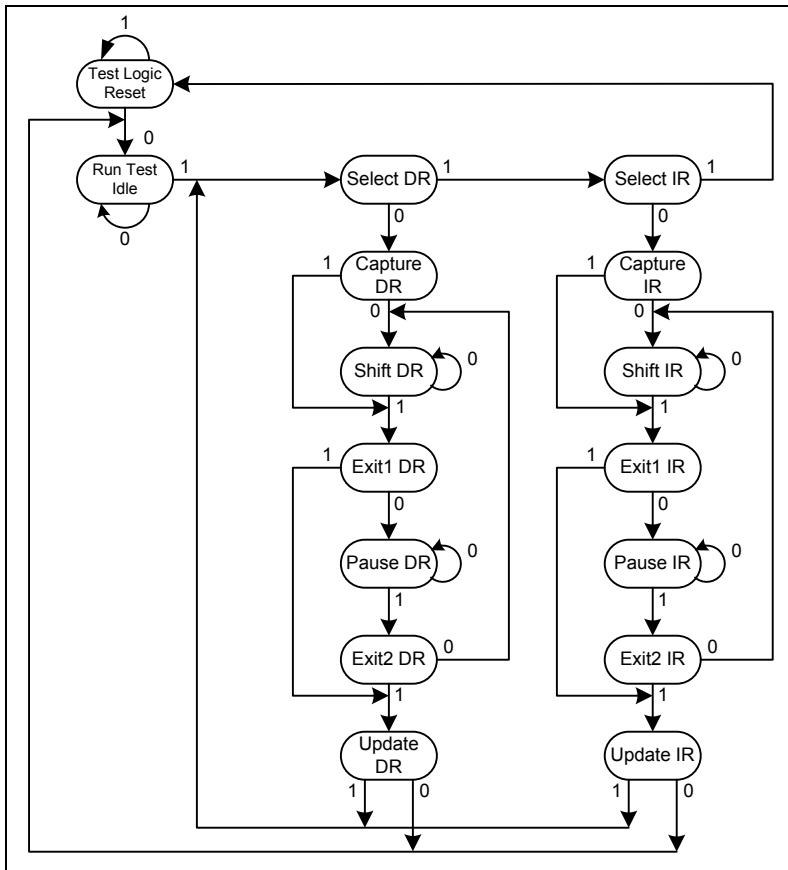 1
Test Logic
Reset
0
Run Test
Idle
1
0
Select DR
1
0
Select IR
1
0
Capture
DR
1
0
Capture
IR
1
0
Shift DR
0
1
Shift IR
0
1
1
Exit1 DR
0
1
Exit1 IR
0
Pause DR
0
1
Pause IR
0
1
Exit2 DR
0
1
Exit2 IR
0
1
Update
DR
1
0
Update IR
1
0